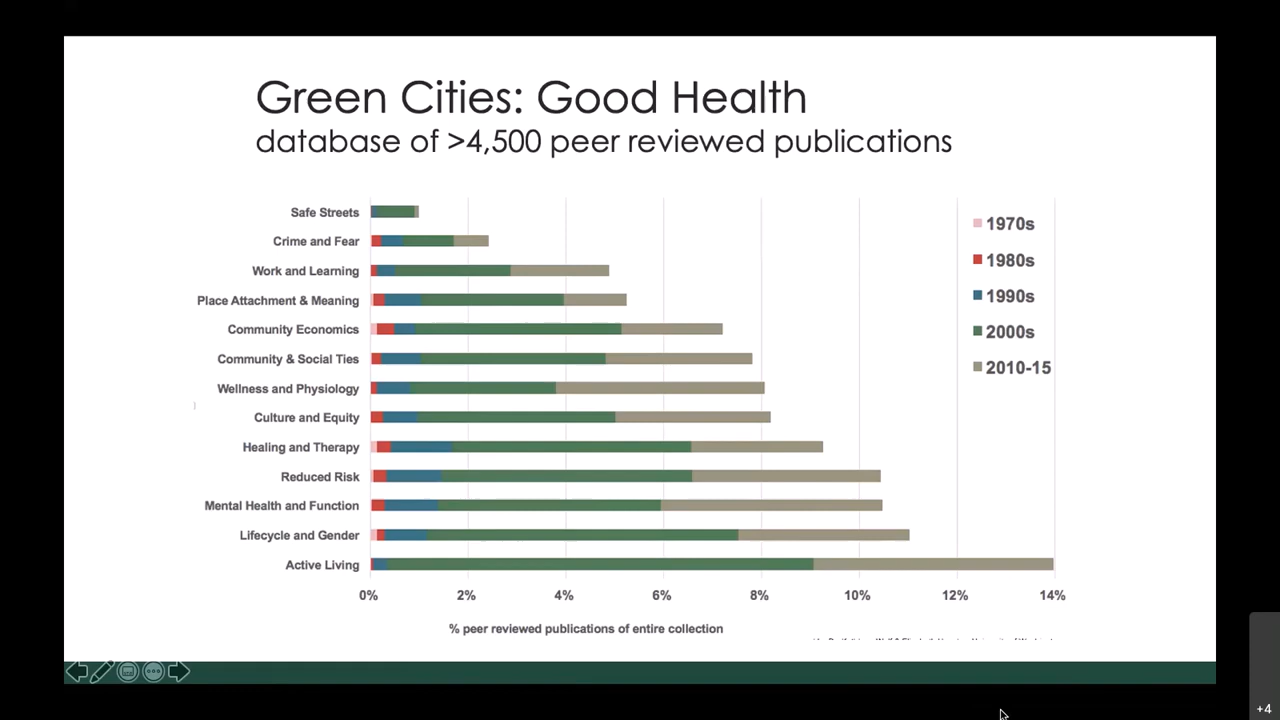 Green Cities: Good Health
database of >4,500 peer reviewed publications
Safe Streets
Crime and Fear
Work and Learning
Place Attachment & Meaning
Community Economics
Community & Social Ties
Wellness and Physiology
Culture and Equity
Healing and Therapy
Reduced Risk
Mental Health and Function
Lifecycle and Gender
Active Living
1970s
1980s
1990s
2000s
2010-15
0% 2% 4% 6% 8% 10% 12% 14%
% peer reviewed publications of entire collection
+4